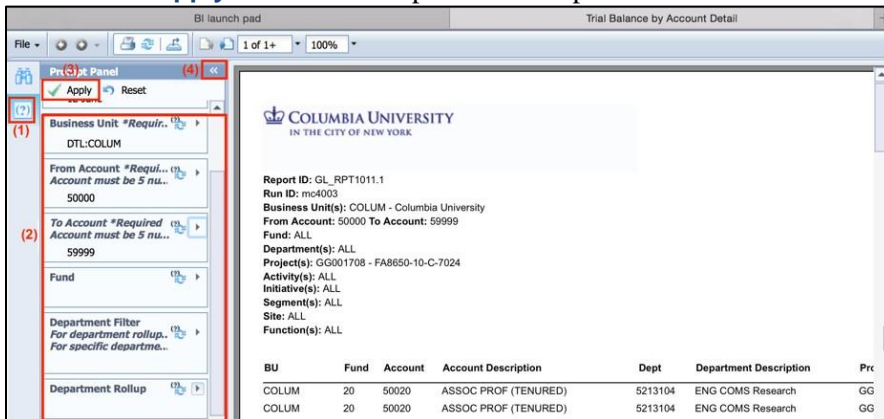 Apply
BI launch pad
Trial Balance by Account Detail
File
1 of 1+
100%
Prompt Panel
(3)
(4)
«
Apply
Reset
(?)
(1)
Business Unit *Requir..
DTL:COLUM
From Account *Requi...
Account must be 5 nu...
50000
To Account *Required
Account must be 5 nu...
59999
(2)
Fund
Department Filter
For department rollup..
For specific departme...
Department Rollup
COLUMBIA UNIVERSITY
IN THE CITY OF NEW YORK
Report ID: GL_RPT1011.1
Run ID: mc4003
Business Unit(s): COLUM - Columbia University
From Account: 50000 To Account: 59999
Fund: ALL
Department(s): ALL
Project(s): GG001708 - FA8650-10-C-7024
Activity(s): ALL
Initiative(s): ALL
Segment(s): ALL
Site: ALL
Function(s): ALL
BU Fund Account Account Description Dept Department Description Pro
COLUM 20 50020 ASSOC PROF (TENURED) 5213104 ENG COMS Research GG
COLUM 20 50020 ASSOC PROF (TENURED) 5213104 ENG COMS Research GG